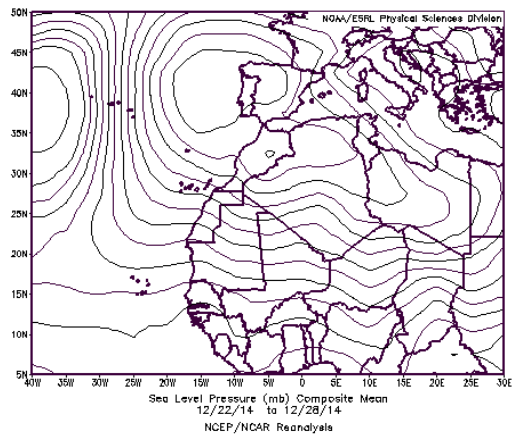 NOAA/ESRL Physical Sciences Division
50N
45N
40N
35N
30N
25N
20N
15N
10N
5N
40W 35W 30W 25W 20W 15W 10W 5W 0 5E 10E 15E 20E 25E 30E
Sea Level Pressure (mb) Composite Mean
12/22/14 to 12/28/14
NCEP/NCAR Reanalysis